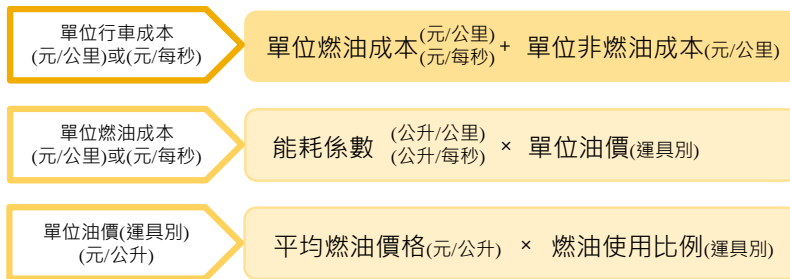 單位行車成本
(元/公里)或(元/每秒)
單位燃油成本(元/公里)(元/每秒)+ 單位非燃油成本(元/公里)
單位燃油成本
(元/公里)或(元/每秒)
能耗係數 (公升/公里)(公升/每秒) × 單位油價(運具別)
單位油價(運具別)
(元/公升)
平均燃油價格(元/公升) × 燃油使用比例(運具別)